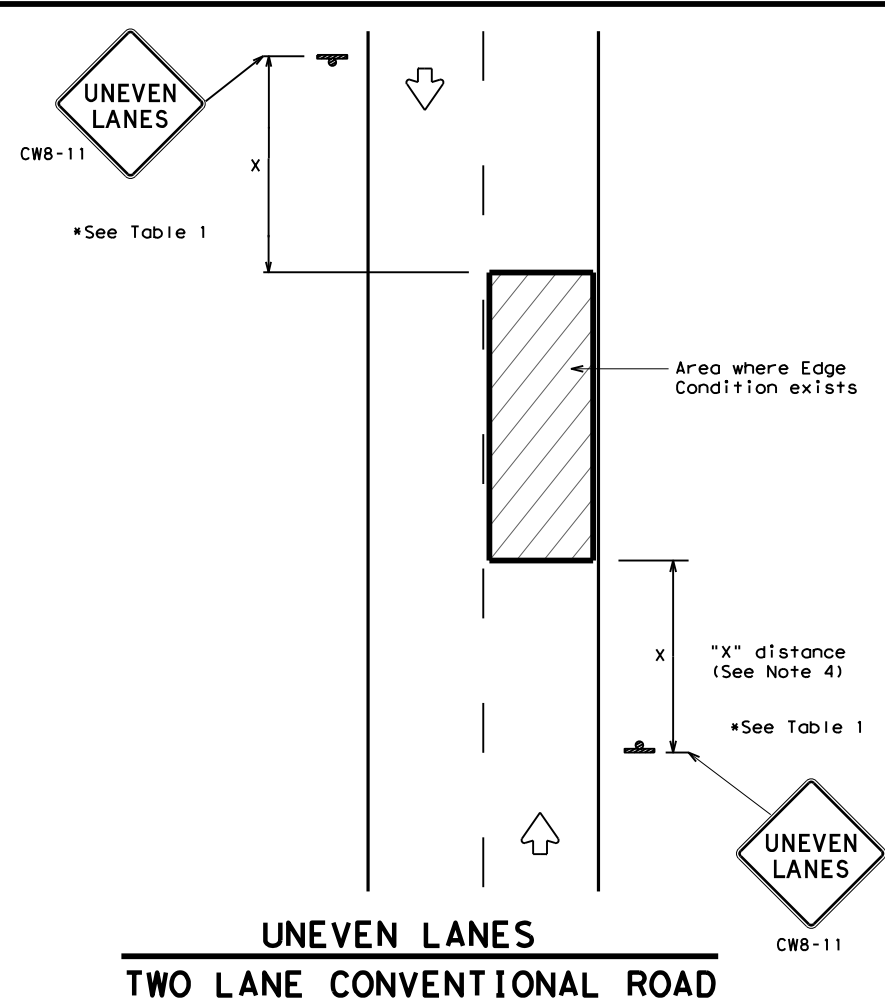 UNEVEN
LANES
CW8-11
X
*See Table 1
Area where Edge
Condition exists
X
"X" distance
(See Note 4)
*See Table 1
UNEVEN
LANES
CW8-11
UNEVEN LANES
TWO LANE CONVENTIONAL ROAD